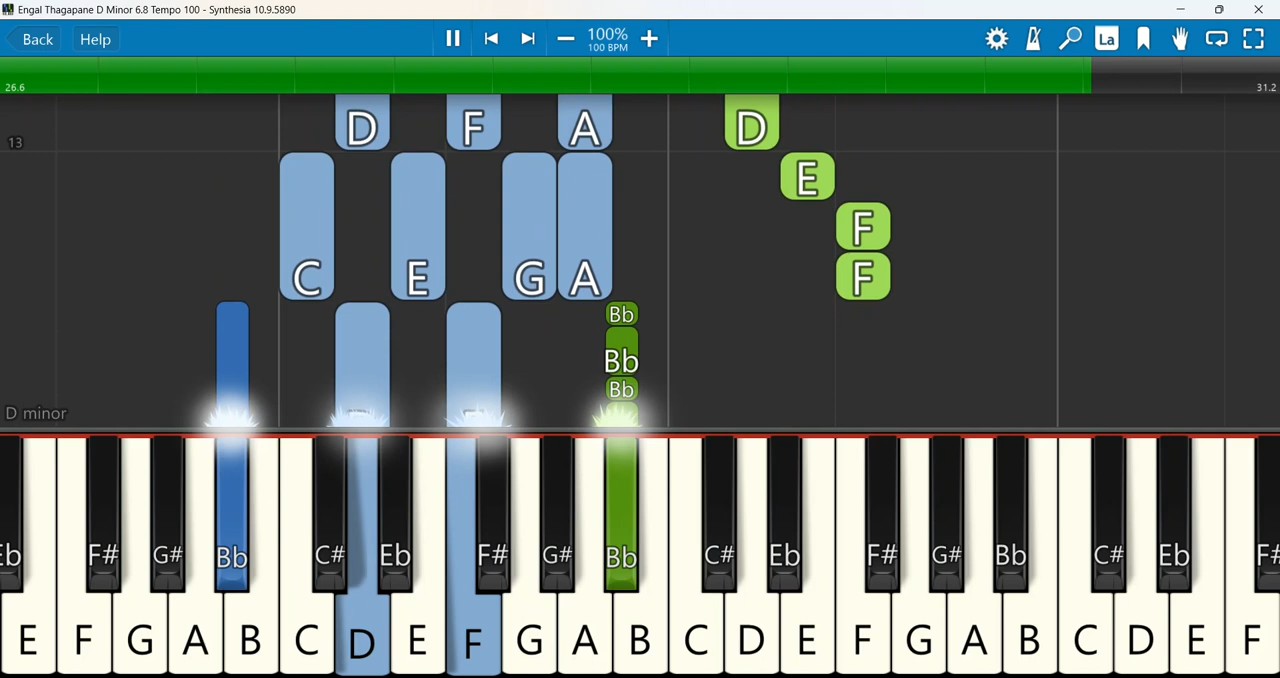 Engal Thagapane D Minor 6.8 Tempo 100 - Synthesia 10.9.5890
Back Help 100% La
100 BPM
26.6 31.2
D F A D
13
E
F
C E G A F
Bb
Bb
Bb
D minor
F# G# Bb C# Eb F# G# Bb C# Eb F# G# Bb C# Eb
E F G A B C D E F G A B C D E F G A B C D E F